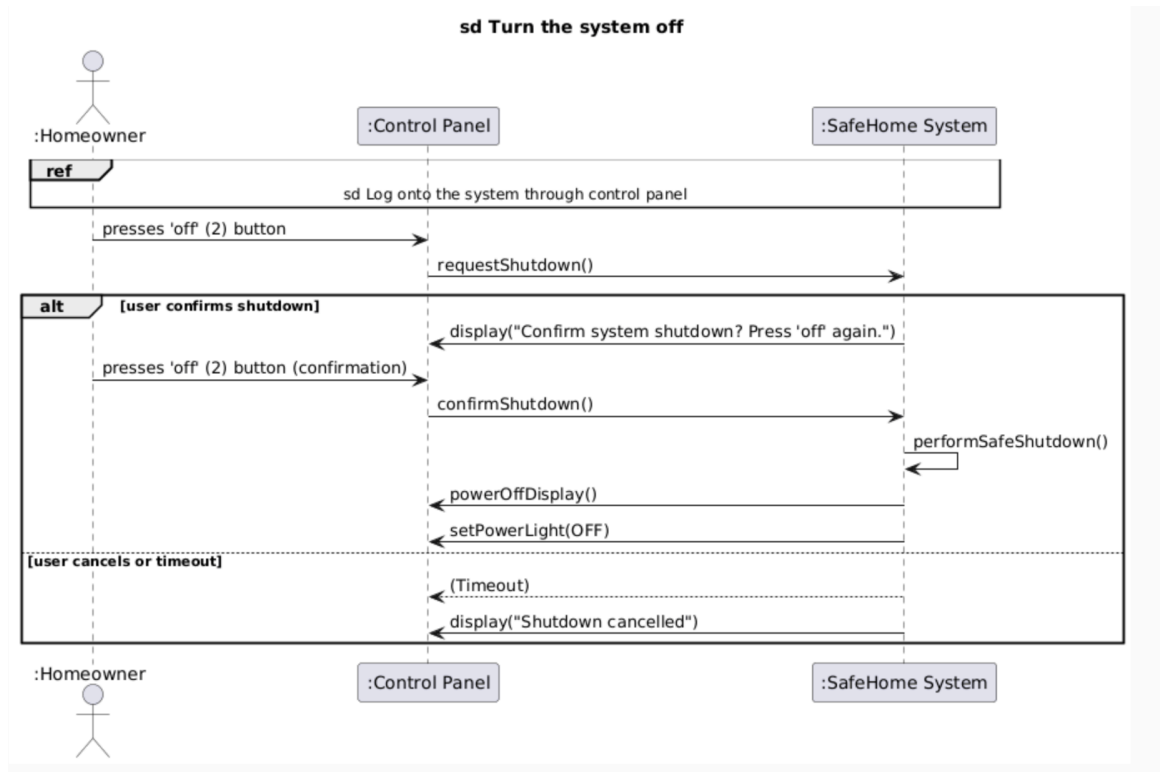 sd Turn the system off
:Homeowner
:Control Panel
:SafeHome System
ref
sd Log onto the system through control panel
presses 'off' (2) button
requestShutdown()
alt
[user confirms shutdown]
display("Confirm system shutdown? Press 'off' again.")
presses 'off' (2) button (confirmation)
confirmShutdown()
performSafeShutdown()
powerOffDisplay()
setPowerLight(OFF)
[user cancels or timeout]
(Timeout)
display("Shutdown cancelled")
:Homeowner
:Control Panel
:SafeHome System